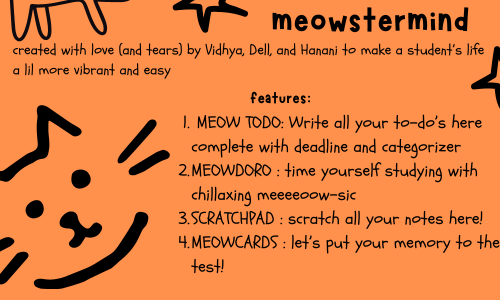 meowstermind
created with love (and tears) by Vidhya, Dell, and Hanani to make a student's life
a lil more vibrant and easy
features:
1. MEOW TODO: Write all your to-do's here
complete with deadline and categorizer
2.MEOWDORO : time yourself studying with
chillaxing meeeeoow-sic
3.SCRATCHPAD : scratch all your notes here!
4.MEOWCARDS : let's put your memory to the
test!